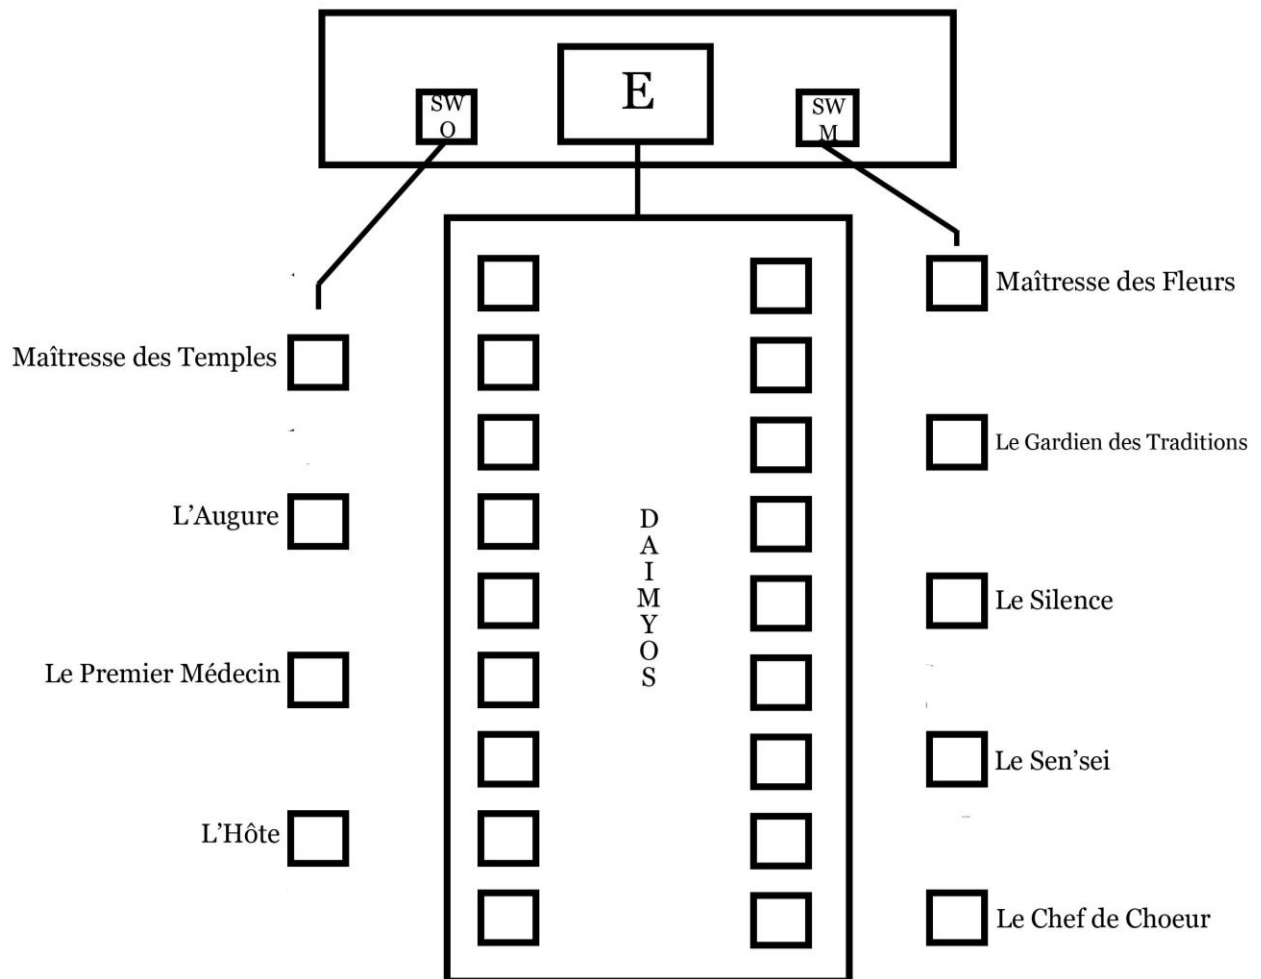 SW
O
E
SW
M
Maîtresse des Fleurs
Maîtresse des Temples
Le Gardien des Traditions
L’Augure
D
A
I
M
Y
O
S
Le Silence
Le Premier Médecin
Le Sen’sei
L’Hôte
Le Chef de Choeur